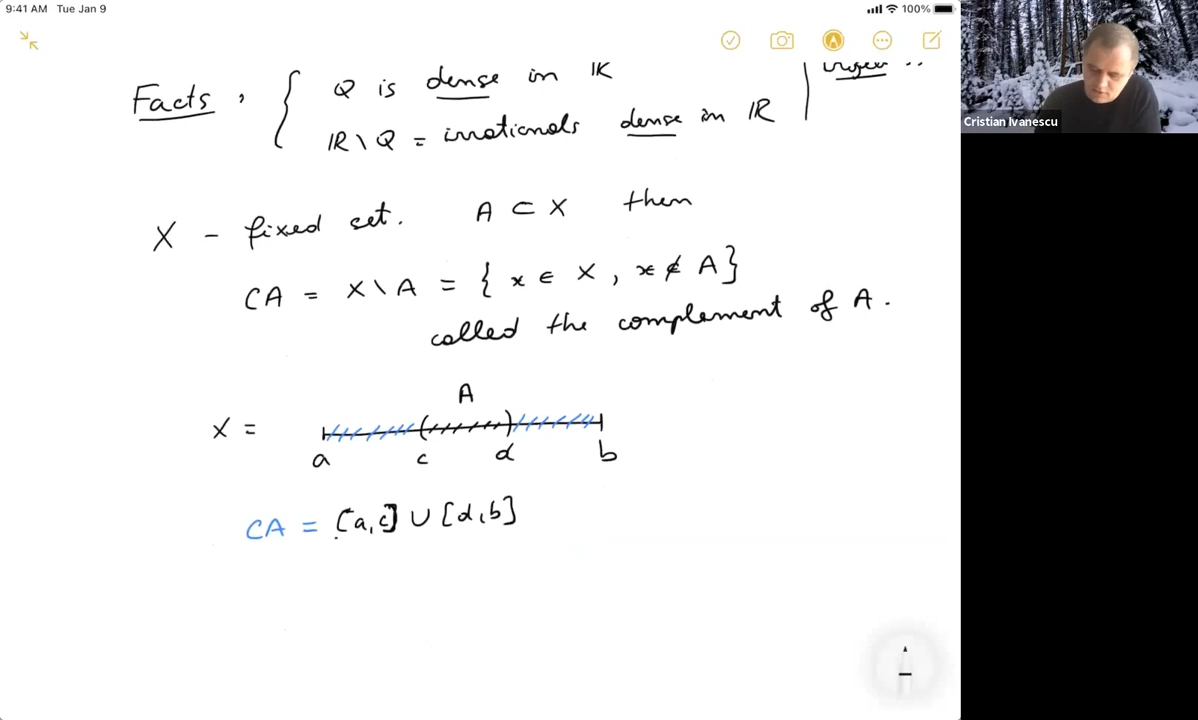 9:41 AM Tue Jan 9
100%
Cristian Ivanescu
Facts , { Q is dense in IR
IR \ Q = irrationals dense in IR
X - fixed set. A ⊂ X then
CA = X \ A = { x ∈ X , x ∉ A }
called the complement of A .
A
X =
a c d b
CA = [a, c] ∪ [d, b]